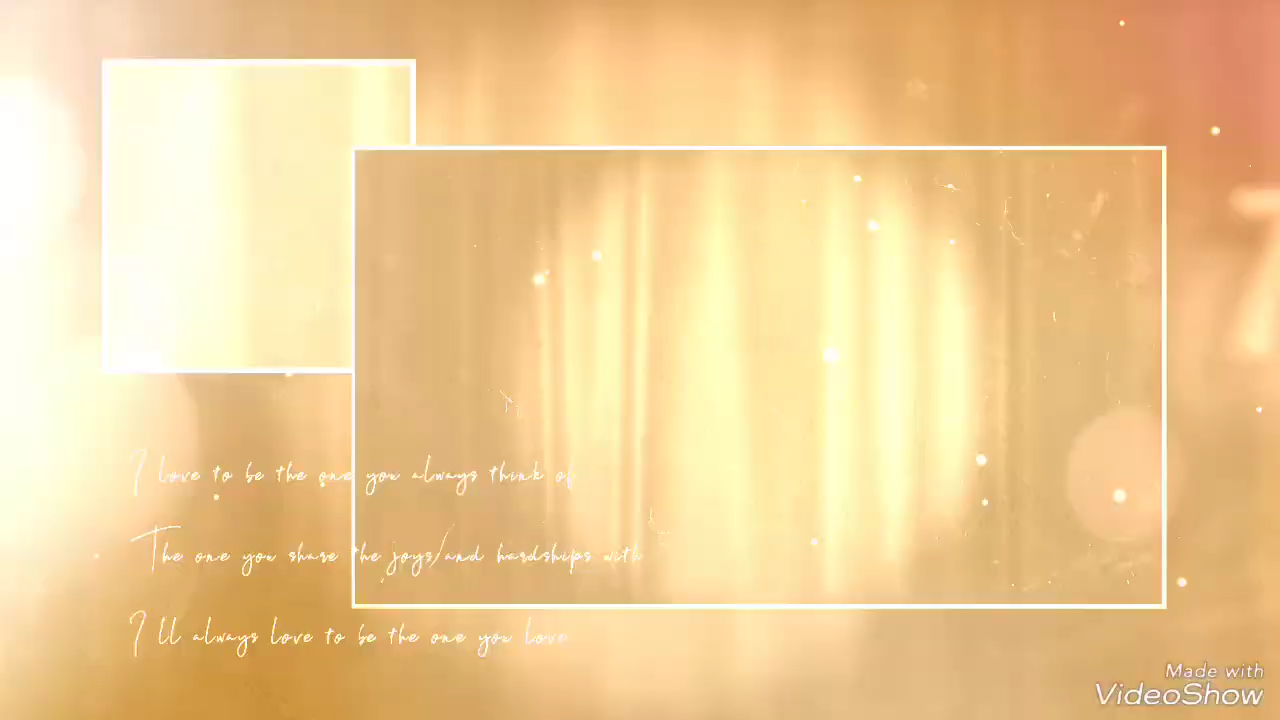 I love to be the one you always think of
The one you share the joys/and hardships with
I ll always love to be the one you love
Made with
VideoShow